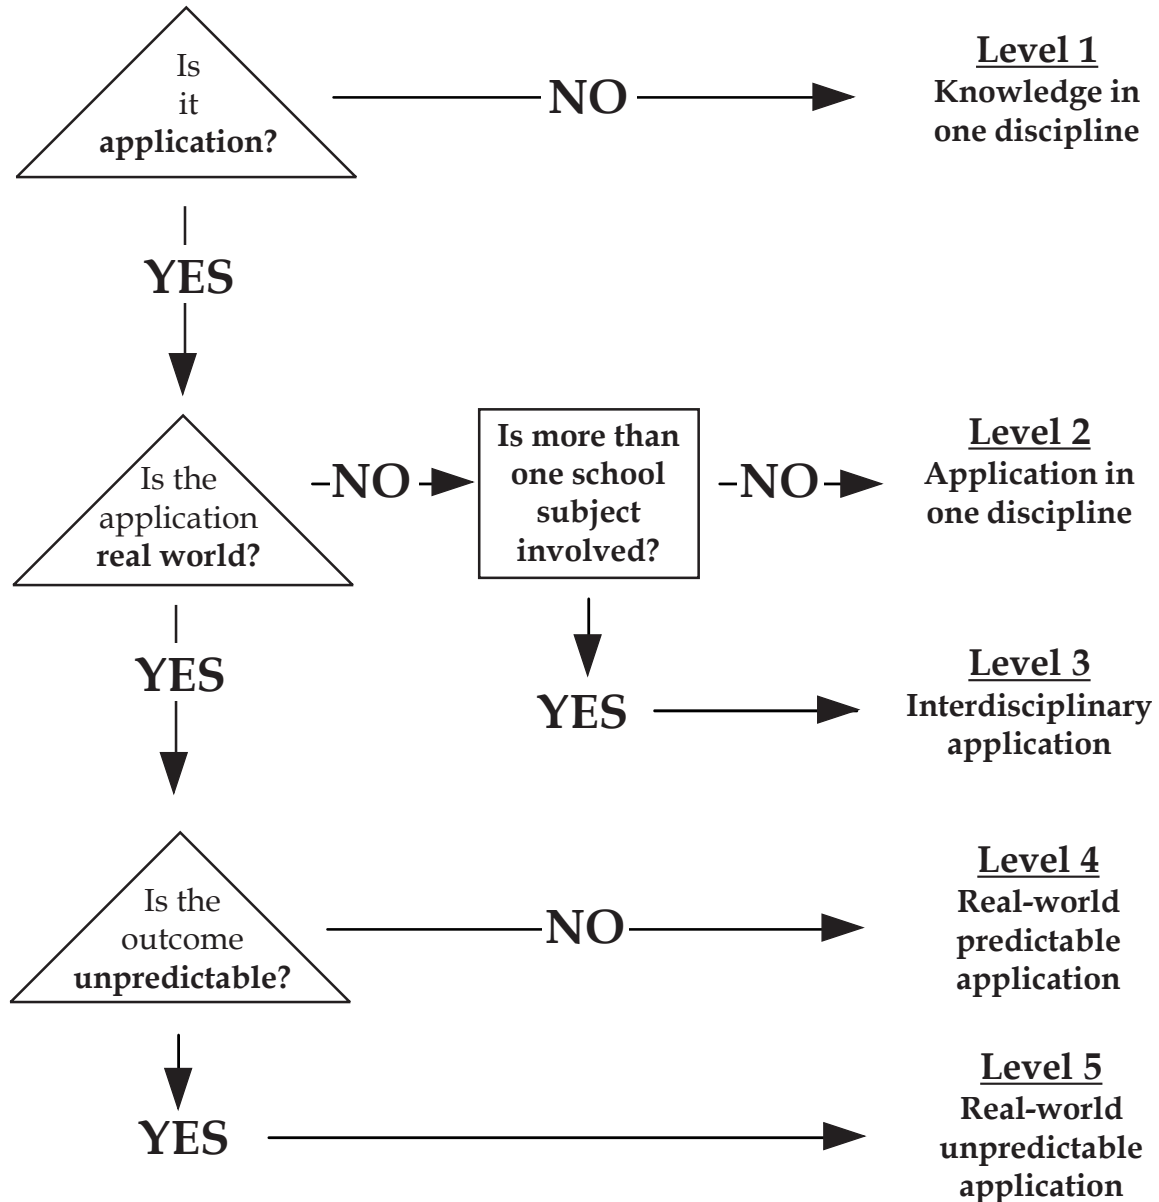 Is
it
application?
NO
Level 1
Knowledge in
one discipline
YES
Is the
application
real world?
NO
Is more than
one school
subject
involved?
NO
Level 2
Application in
one discipline
YES
YES
Level 3
Interdisciplinary
application
Is the
outcome
unpredictable?
NO
Level 4
Real-world
predictable
application
YES
Level 5
Real-world
unpredictable
application